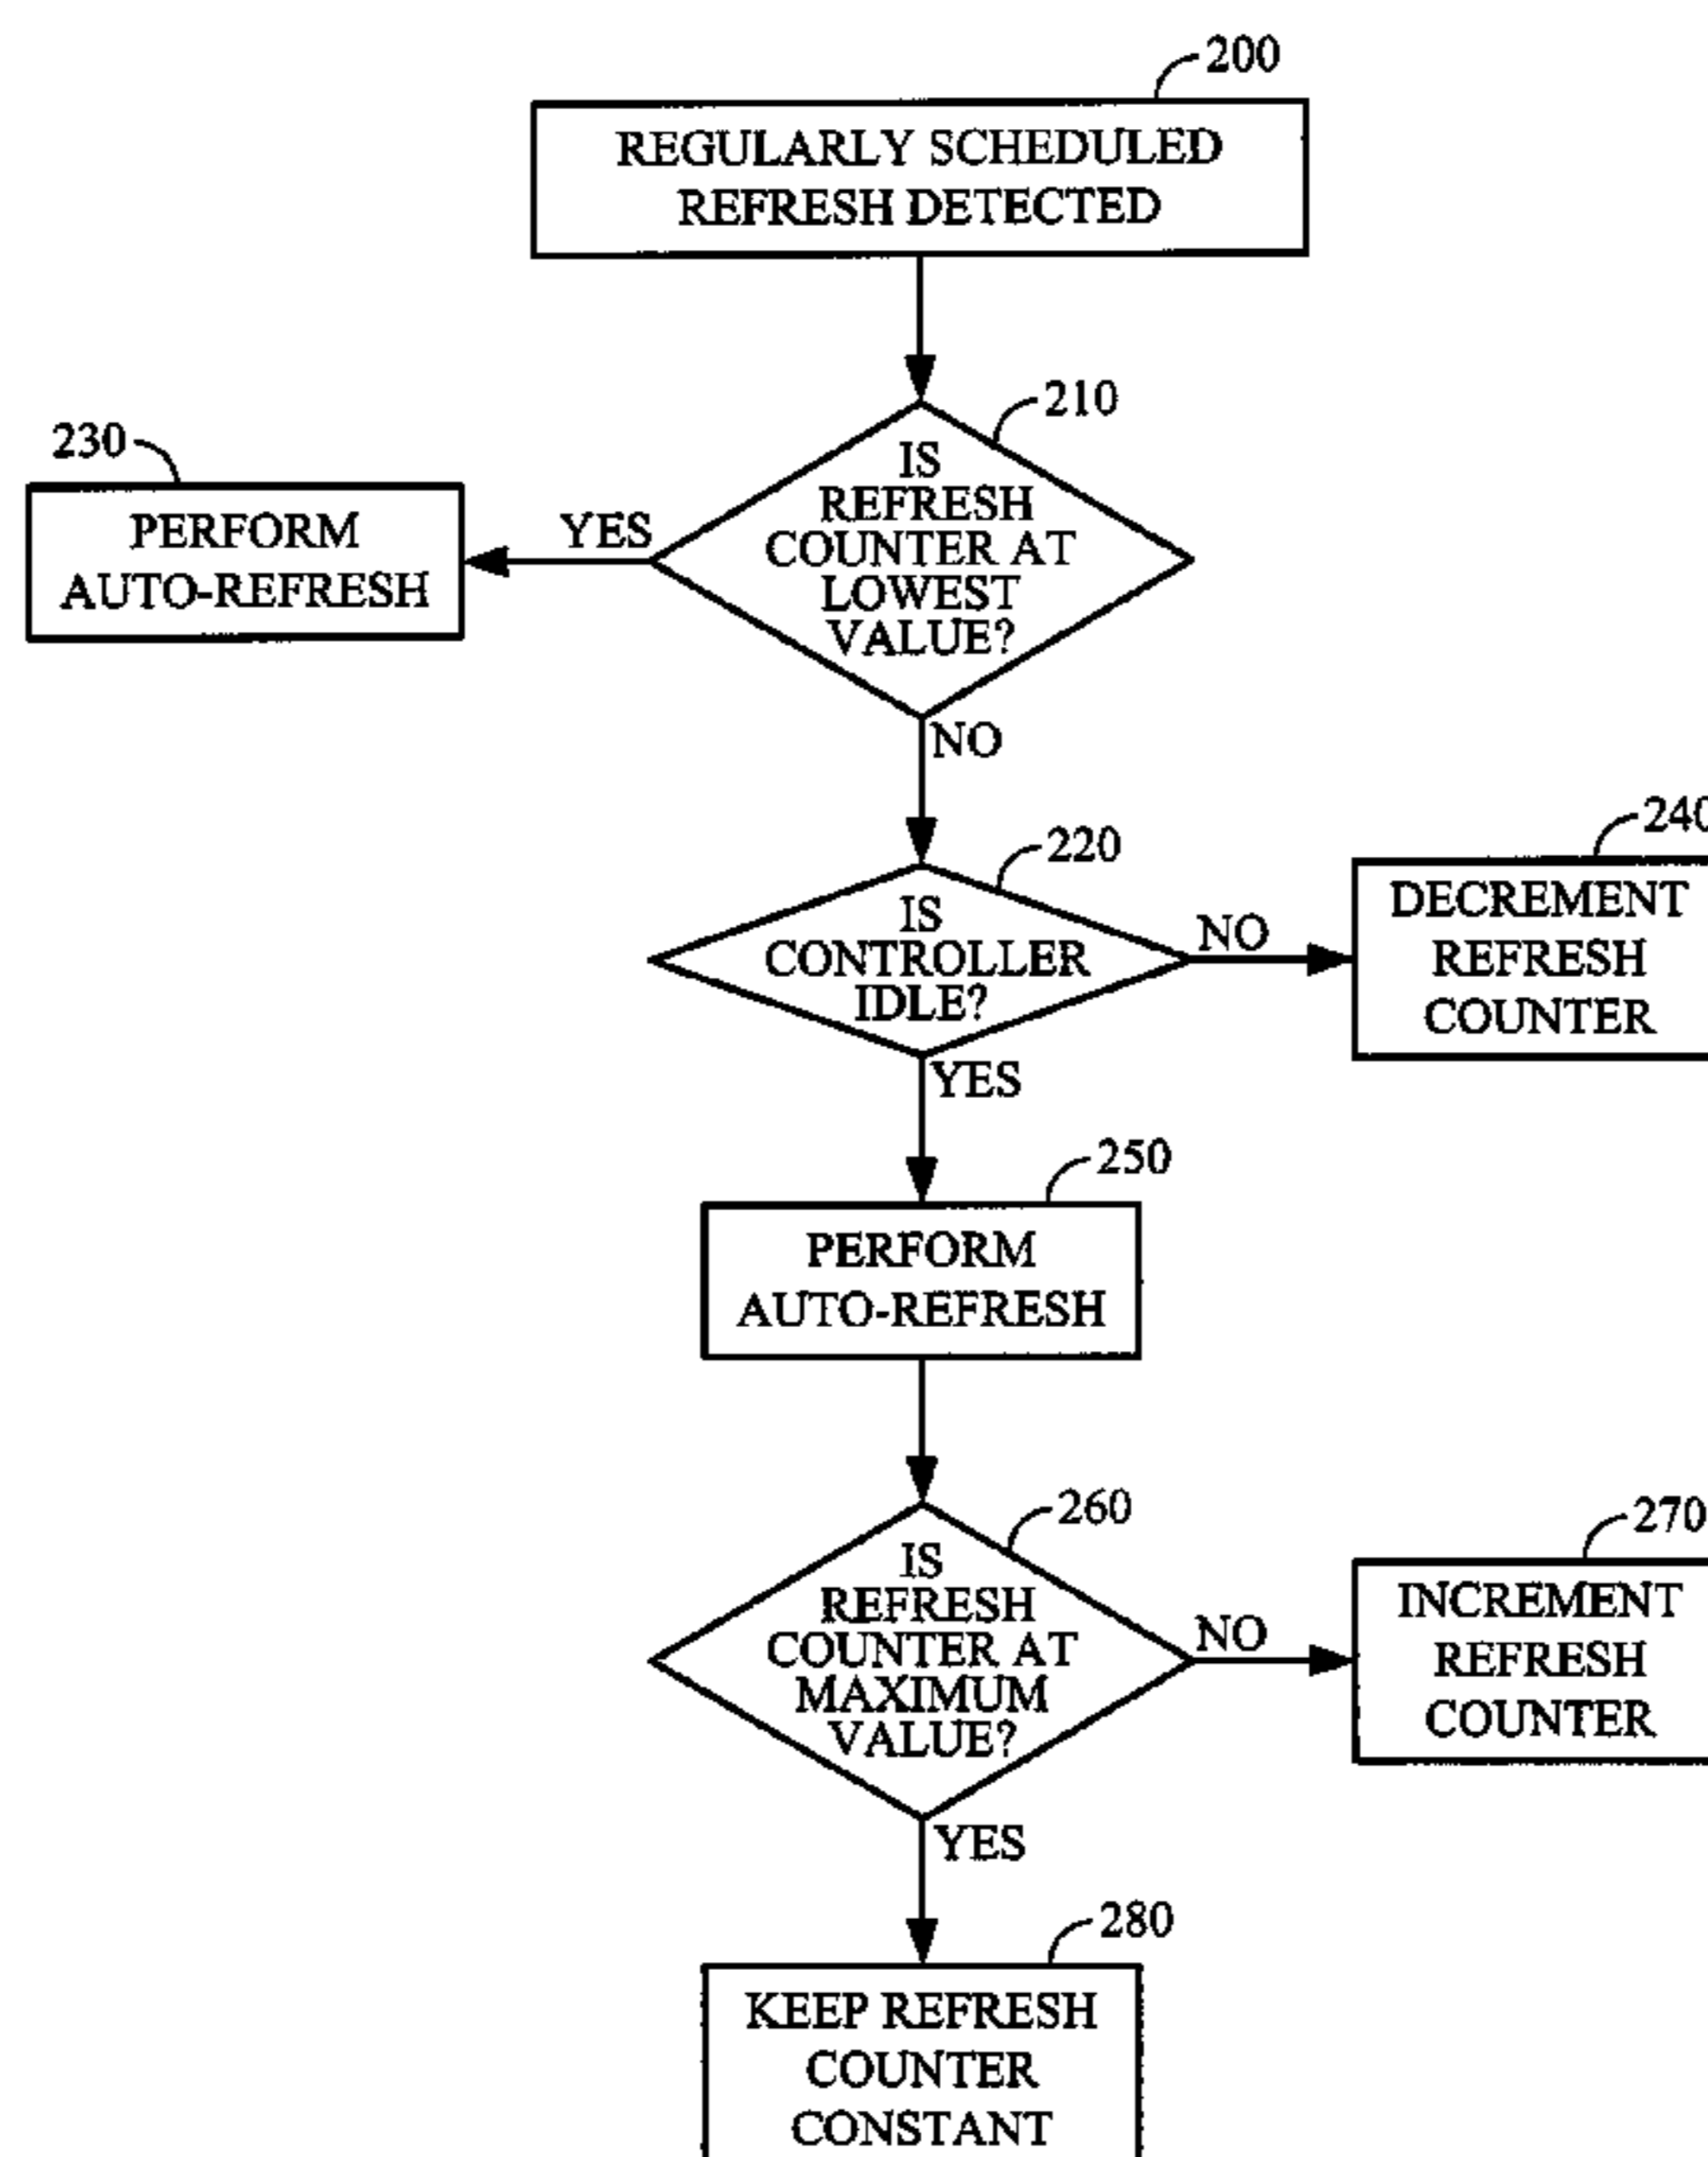 200
REGULARLY SCHEDULED
REFRESH DETECTED
210
IS
REFRESH
COUNTER AT
LOWEST
VALUE?
230
PERFORM
AUTO-REFRESH
YES
NO
220
IS
CONTROLLER
IDLE?
NO
240
DECREMENT
REFRESH
COUNTER
YES
250
PERFORM
AUTO-REFRESH
260
IS
REFRESH
COUNTER AT
MAXIMUM
VALUE?
NO
270
INCREMENT
REFRESH
COUNTER
YES
280
KEEP REFRESH
COUNTER
CONSTANT